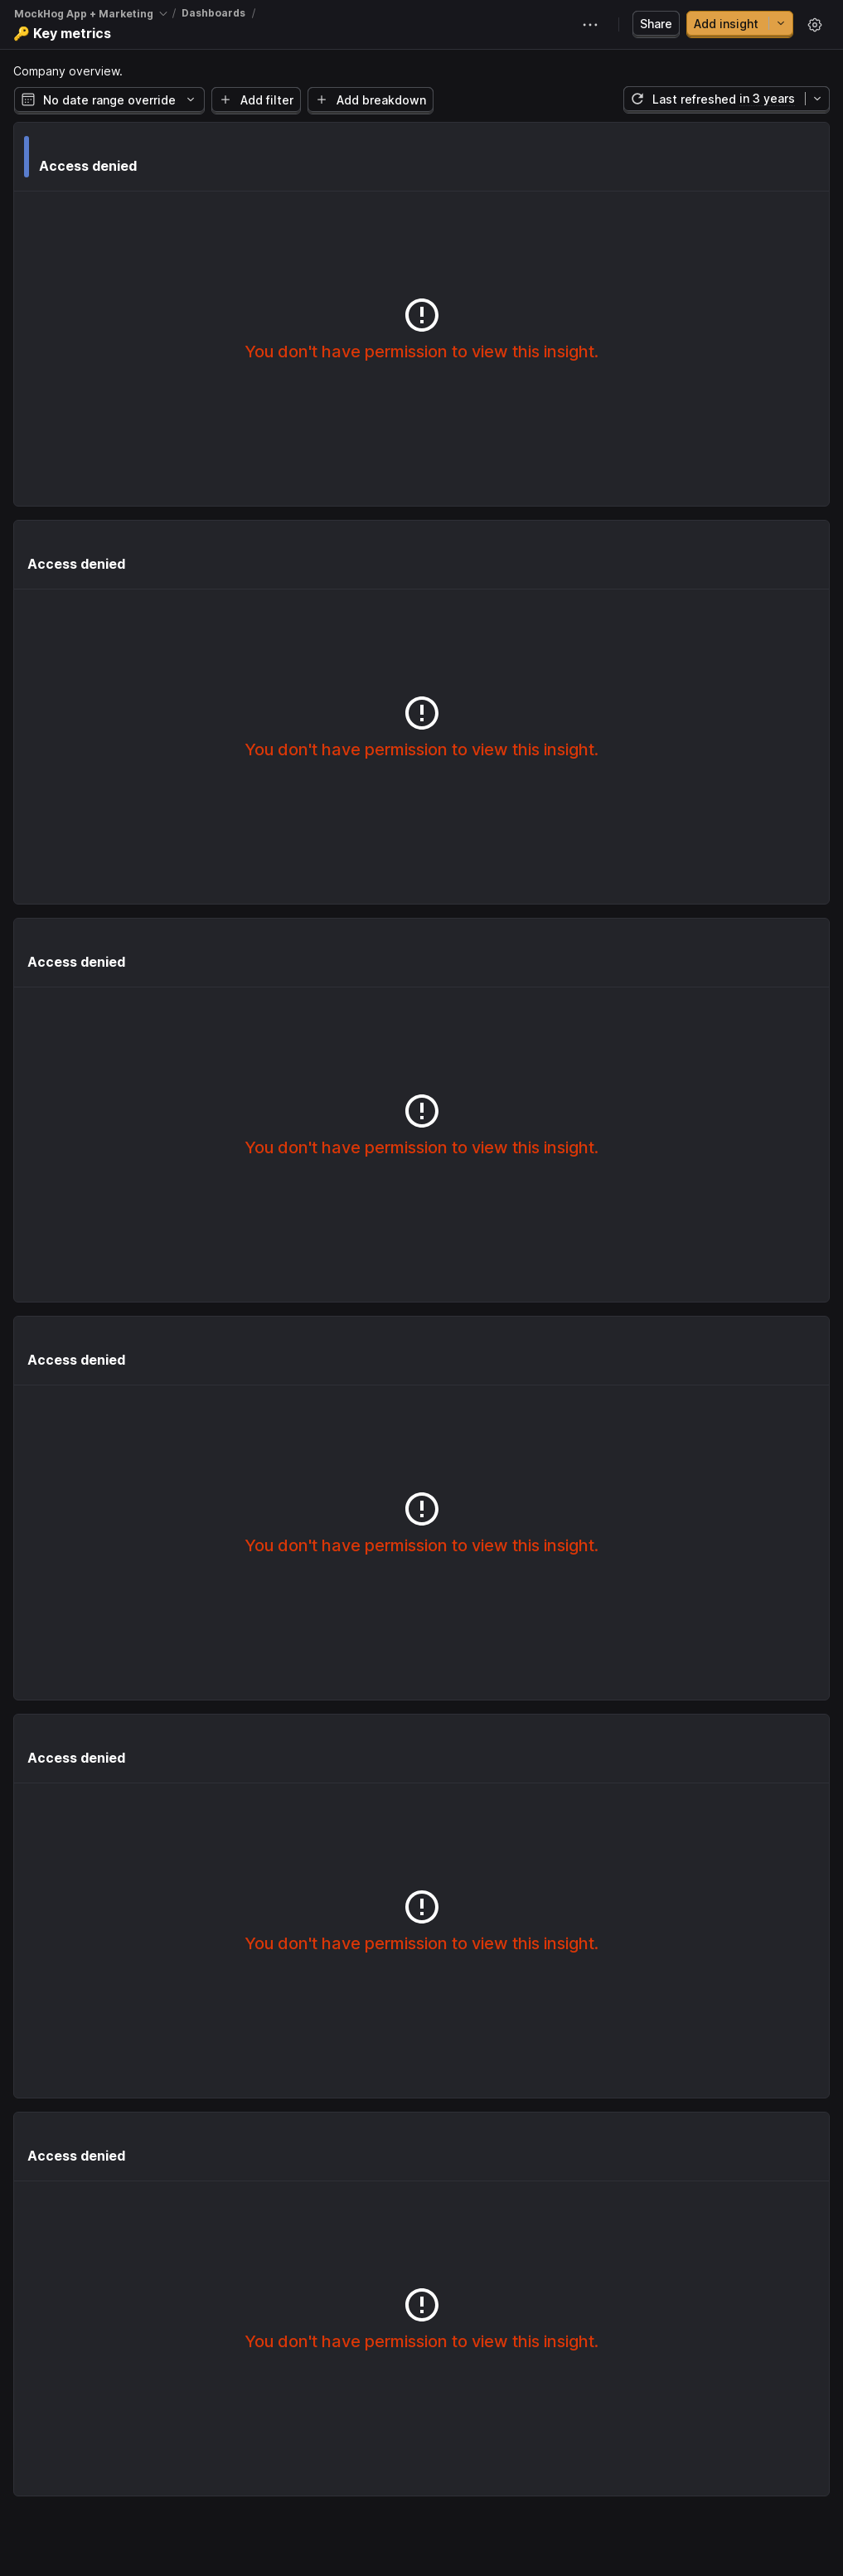 MockHog App + Marketing / Dashboards /
🔑 Key metrics
Share
Add insight
Company overview.
No date range override
Add filter
Add breakdown
Last refreshed in 3 years
Access denied
You don't have permission to view this insight.
Access denied
You don't have permission to view this insight.
Access denied
You don't have permission to view this insight.
Access denied
You don't have permission to view this insight.
Access denied
You don't have permission to view this insight.
Access denied
You don't have permission to view this insight.